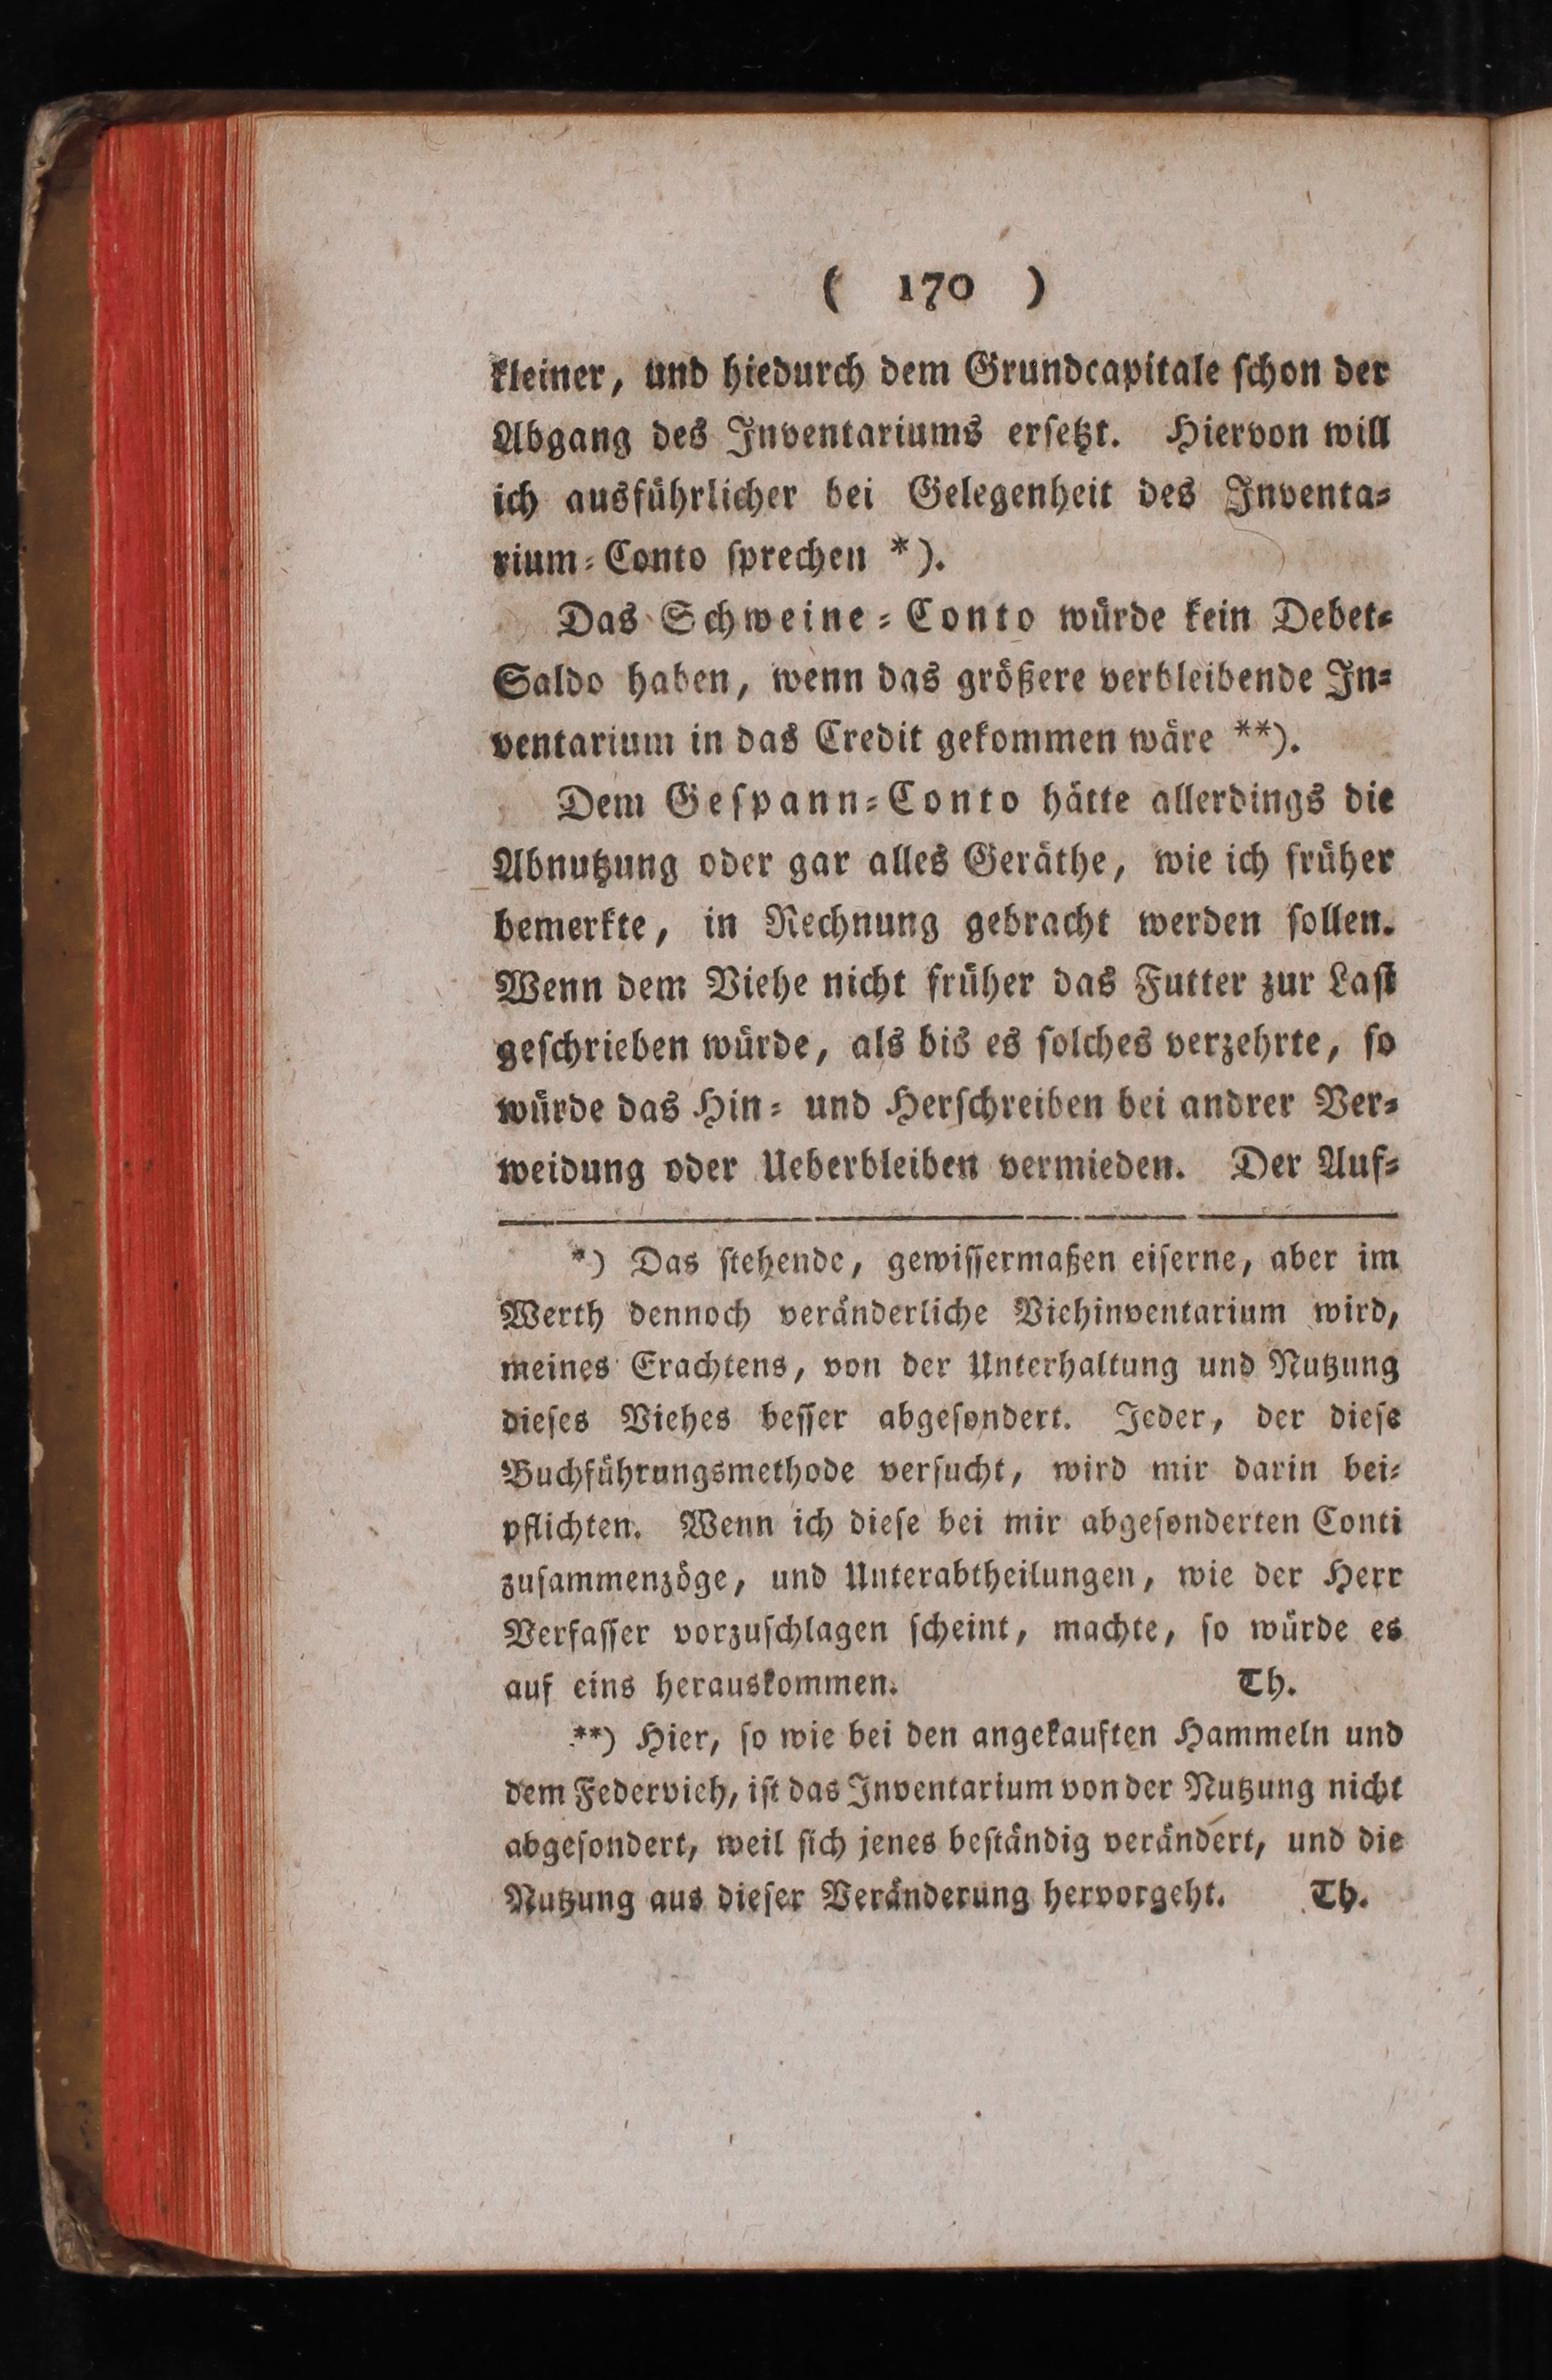 ( 170 )
kleiner, und hiedurch dem Grundcapitale ſchon der
Abgang des Inventariums erſetzt. Hiervon will
ich ausführlicher bei Gelegenheit des Inventa⸗
rium⸗Conto ſprechen *).
Das Schweine⸗Conto würde kein Debet⸗
Saldo haben, wenn das größere verbleibende In⸗
ventarium in das Credit gekommen wäre **).
Dem Geſpann⸗Conto hätte allerdings die
Abnutzung oder gar alles Geräthe, wie ich früher
bemerkte, in Rechnung gebracht werden ſollen.
Wenn dem Viehe nicht früher das Futter zur Laſt
geſchrieben würde, als bis es ſolches verzehrte, ſo
würde das Hin⸗ und Herſchreiben bei andrer Ver⸗
weidung oder Ueberbleiben vermieden. Der Auf⸗
*) Das ſtehende, gewiſſermaßen eiſerne, aber im
Werth dennoch veränderliche Viehinventarium wird,
meines Erachtens, von der Unterhaltung und Nutzung
dieſes Viehes beſſer abgeſondert. Jeder, der dieſe
Buchführungsmethode verſucht, wird mir darin bei⸗
pflichten. Wenn ich dieſe bei mir abgeſonderten Conti
zuſammenzöge, und Unterabtheilungen, wie der Herr
Verfaſſer vorzuſchlagen ſcheint, machte, ſo würde es
auf eins herauskommen. Th.
**) Hier, ſo wie bei den angekauften Hammeln und
dem Federvieh, iſt das Inventarium von der Nutzung nicht
abgeſondert, weil ſich jenes beſtändig verändert, und die
Nutzung aus dieſer Veränderung hervorgeht. Th.